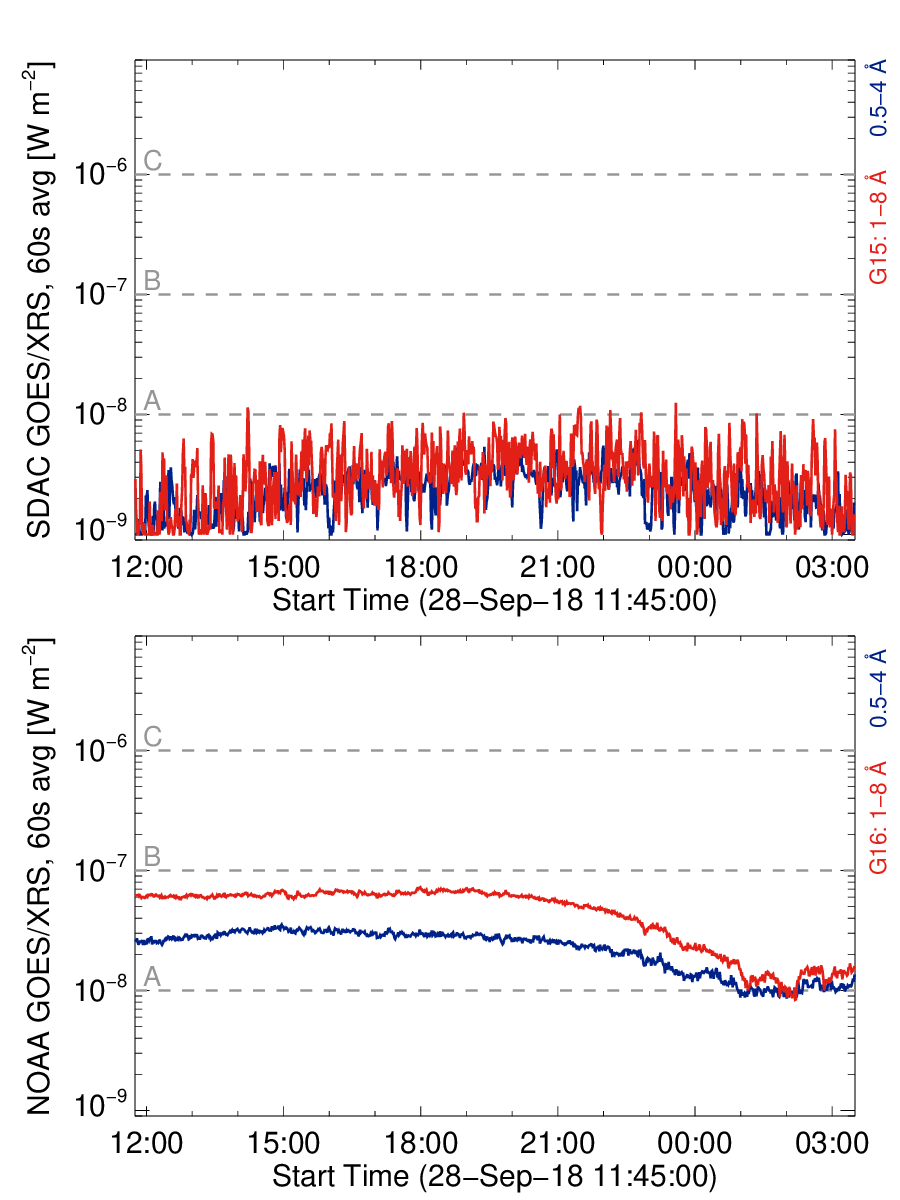 SDAC GOES/XRS, 60s avg [W m−2]
10−6
10−7
10−8
10−9
C
B
A
12:00 15:00 18:00 21:00 00:00 03:00
Start Time (28−Sep−18 11:45:00)
G15: 1−8 Å 0.5−4 Å
NOAA GOES/XRS, 60s avg [W m−2]
10−6
10−7
10−8
10−9
C
B
A
12:00 15:00 18:00 21:00 00:00 03:00
Start Time (28−Sep−18 11:45:00)
G16: 1−8 Å 0.5−4 Å